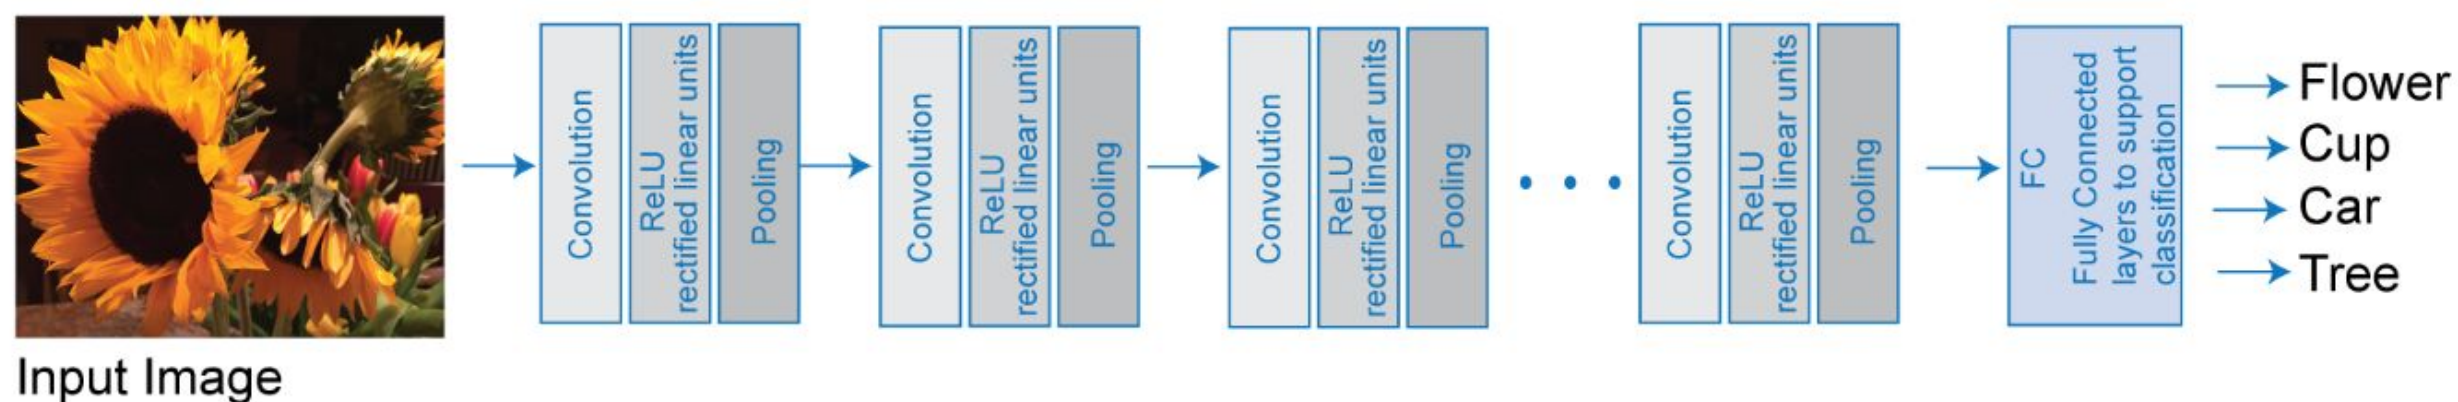 Input Image
Convolution
ReLU
rectified linear units
Pooling
Convolution
ReLU
rectified linear units
Pooling
Convolution
ReLU
rectified linear units
Pooling
Convolution
ReLU
rectified linear units
Pooling
FC
Fully Connected
layers to support
classification
Flower
Cup
Car
Tree